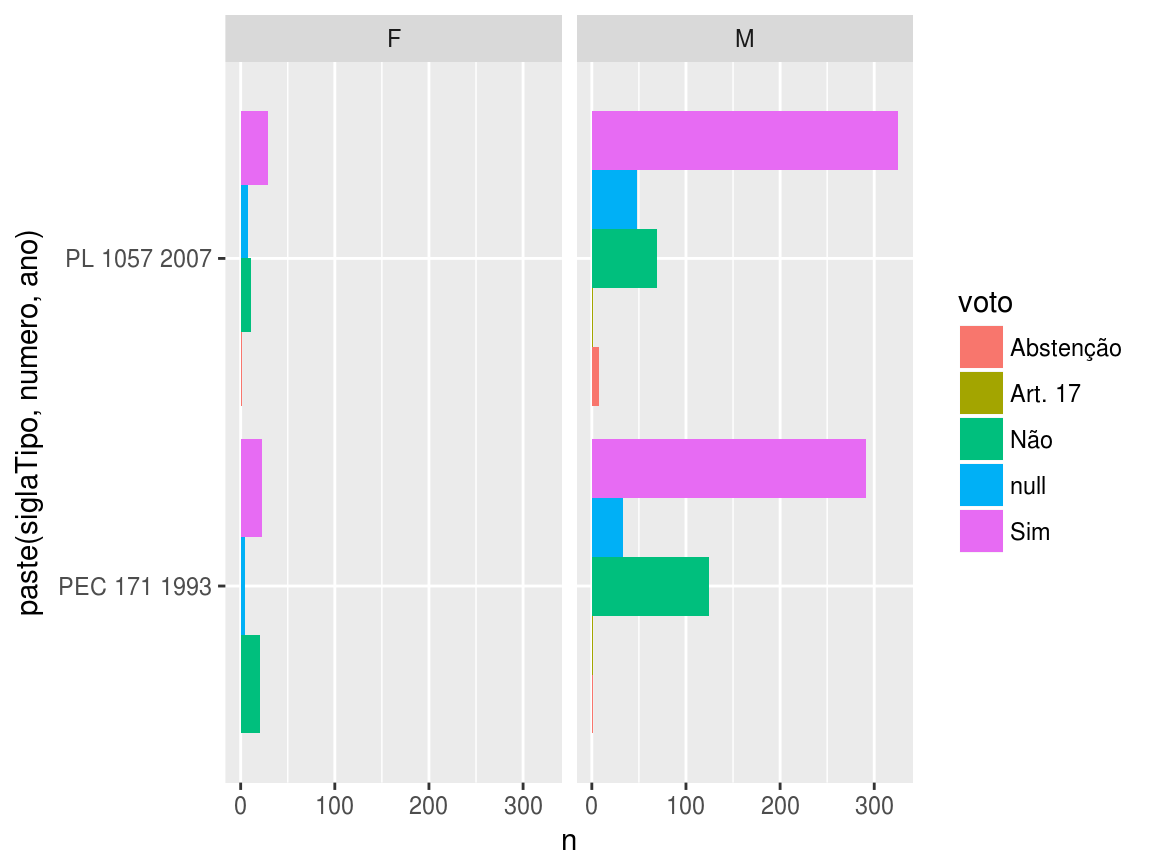 F
M
paste(siglaTipo, numero, ano)
PL 1057 2007
PEC 171 1993
0 100 200 300
0 100 200 300
n
voto
Abstenção
Art. 17
Não
null
Sim